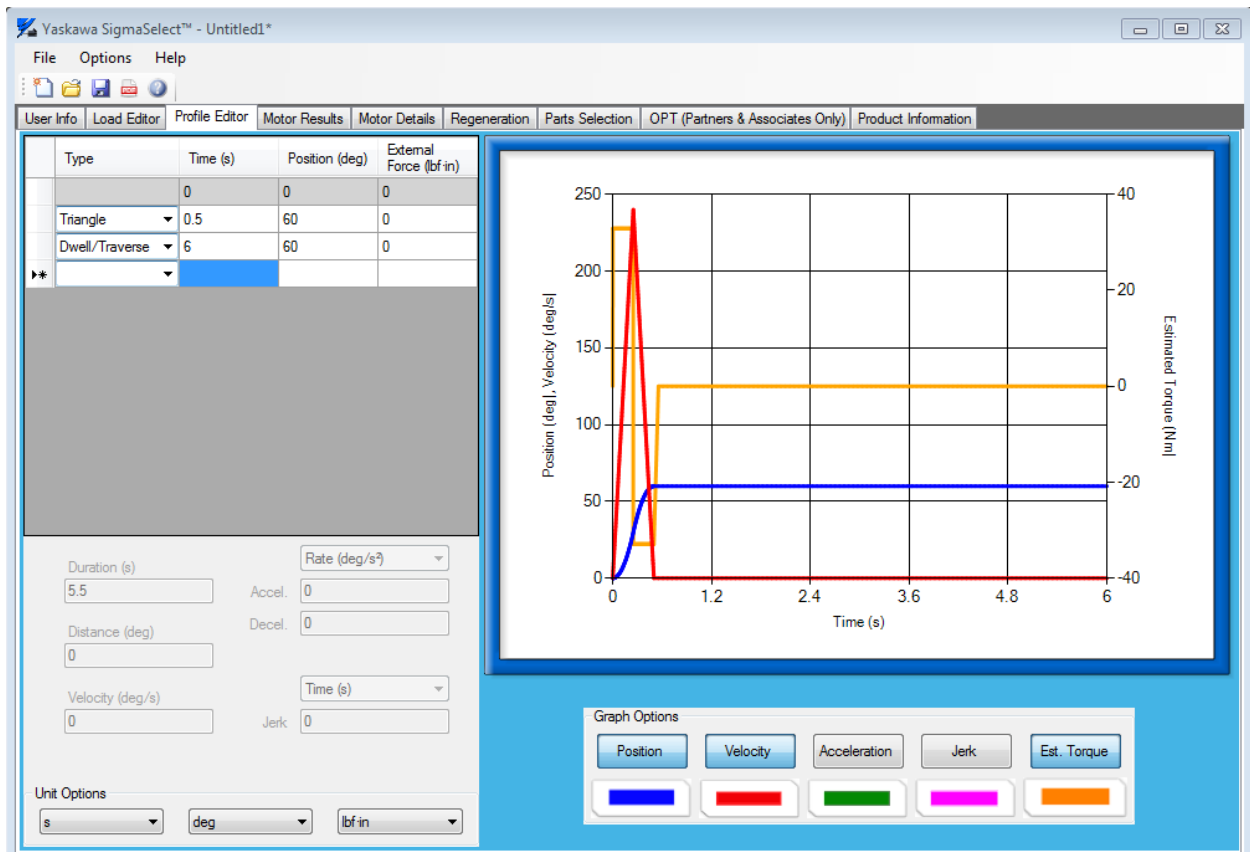 Yaskawa SigmaSelect™ - Untitled1*
File Options Help
User Info Load Editor Profile Editor Motor Results Motor Details Regeneration Parts Selection OPT (Partners & Associates Only) Product Information
Type Time (s) Position (deg) External Force (lbf·in)
0 0 0
Triangle 0.5 60 0
Dwell/Traverse 6 60 0
Duration (s)
5.5
Distance (deg)
0
Velocity (deg/s)
0
Rate (deg/s²)
Accel. 0
Decel. 0
Time (s)
Jerk 0
Unit Options
s deg lbf·in
250
200
150
100
50
0
Position [deg], Velocity [deg/s]
40
20
0
-20
-40
Estimated Torque [Nm]
0 1.2 2.4 3.6 4.8 6
Time (s)
Graph Options
Position Velocity Acceleration Jerk Est. Torque